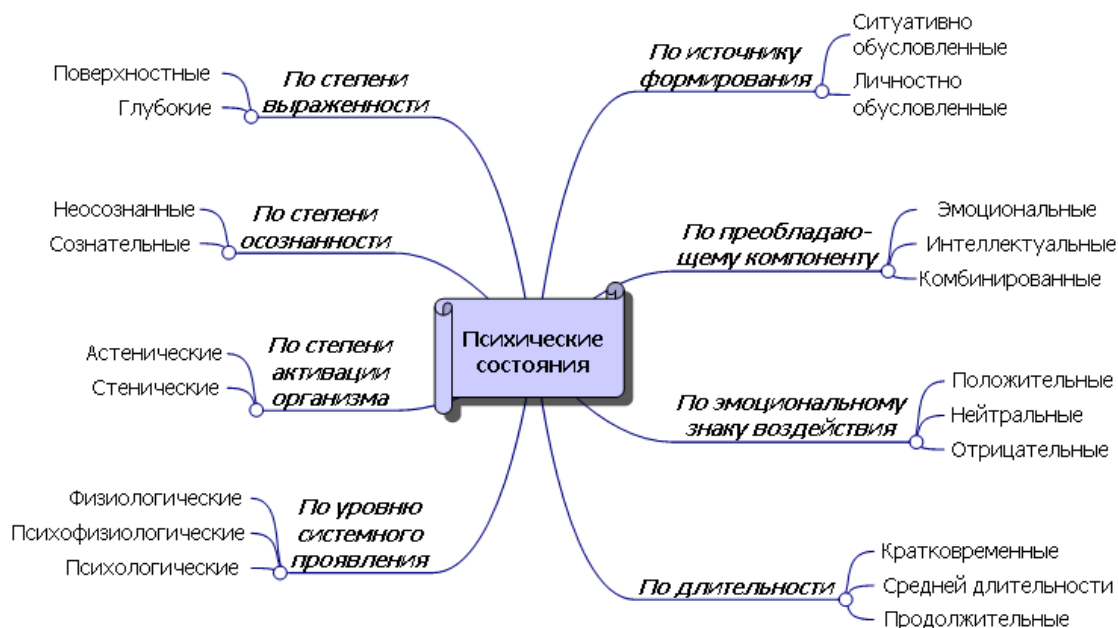 Психические
состояния
По степени
выраженности
Поверхностные
Глубокие
По степени
осознанности
Неосознанные
Сознательные
По степени
активации
организма
Астенические
Стенические
По уровню
системного
проявления
Физиологические
Психофизиологические
Психологические
По источнику
формирования
Ситуативно
обусловленные
Личностно
обусловленные
По преобладаю-
щему компоненту
Эмоциональные
Интеллектуальные
Комбинированные
По эмоциональному
знаку воздействия
Положительные
Нейтральные
Отрицательные
По длительности
Кратковременные
Средней длительности
Продолжительные